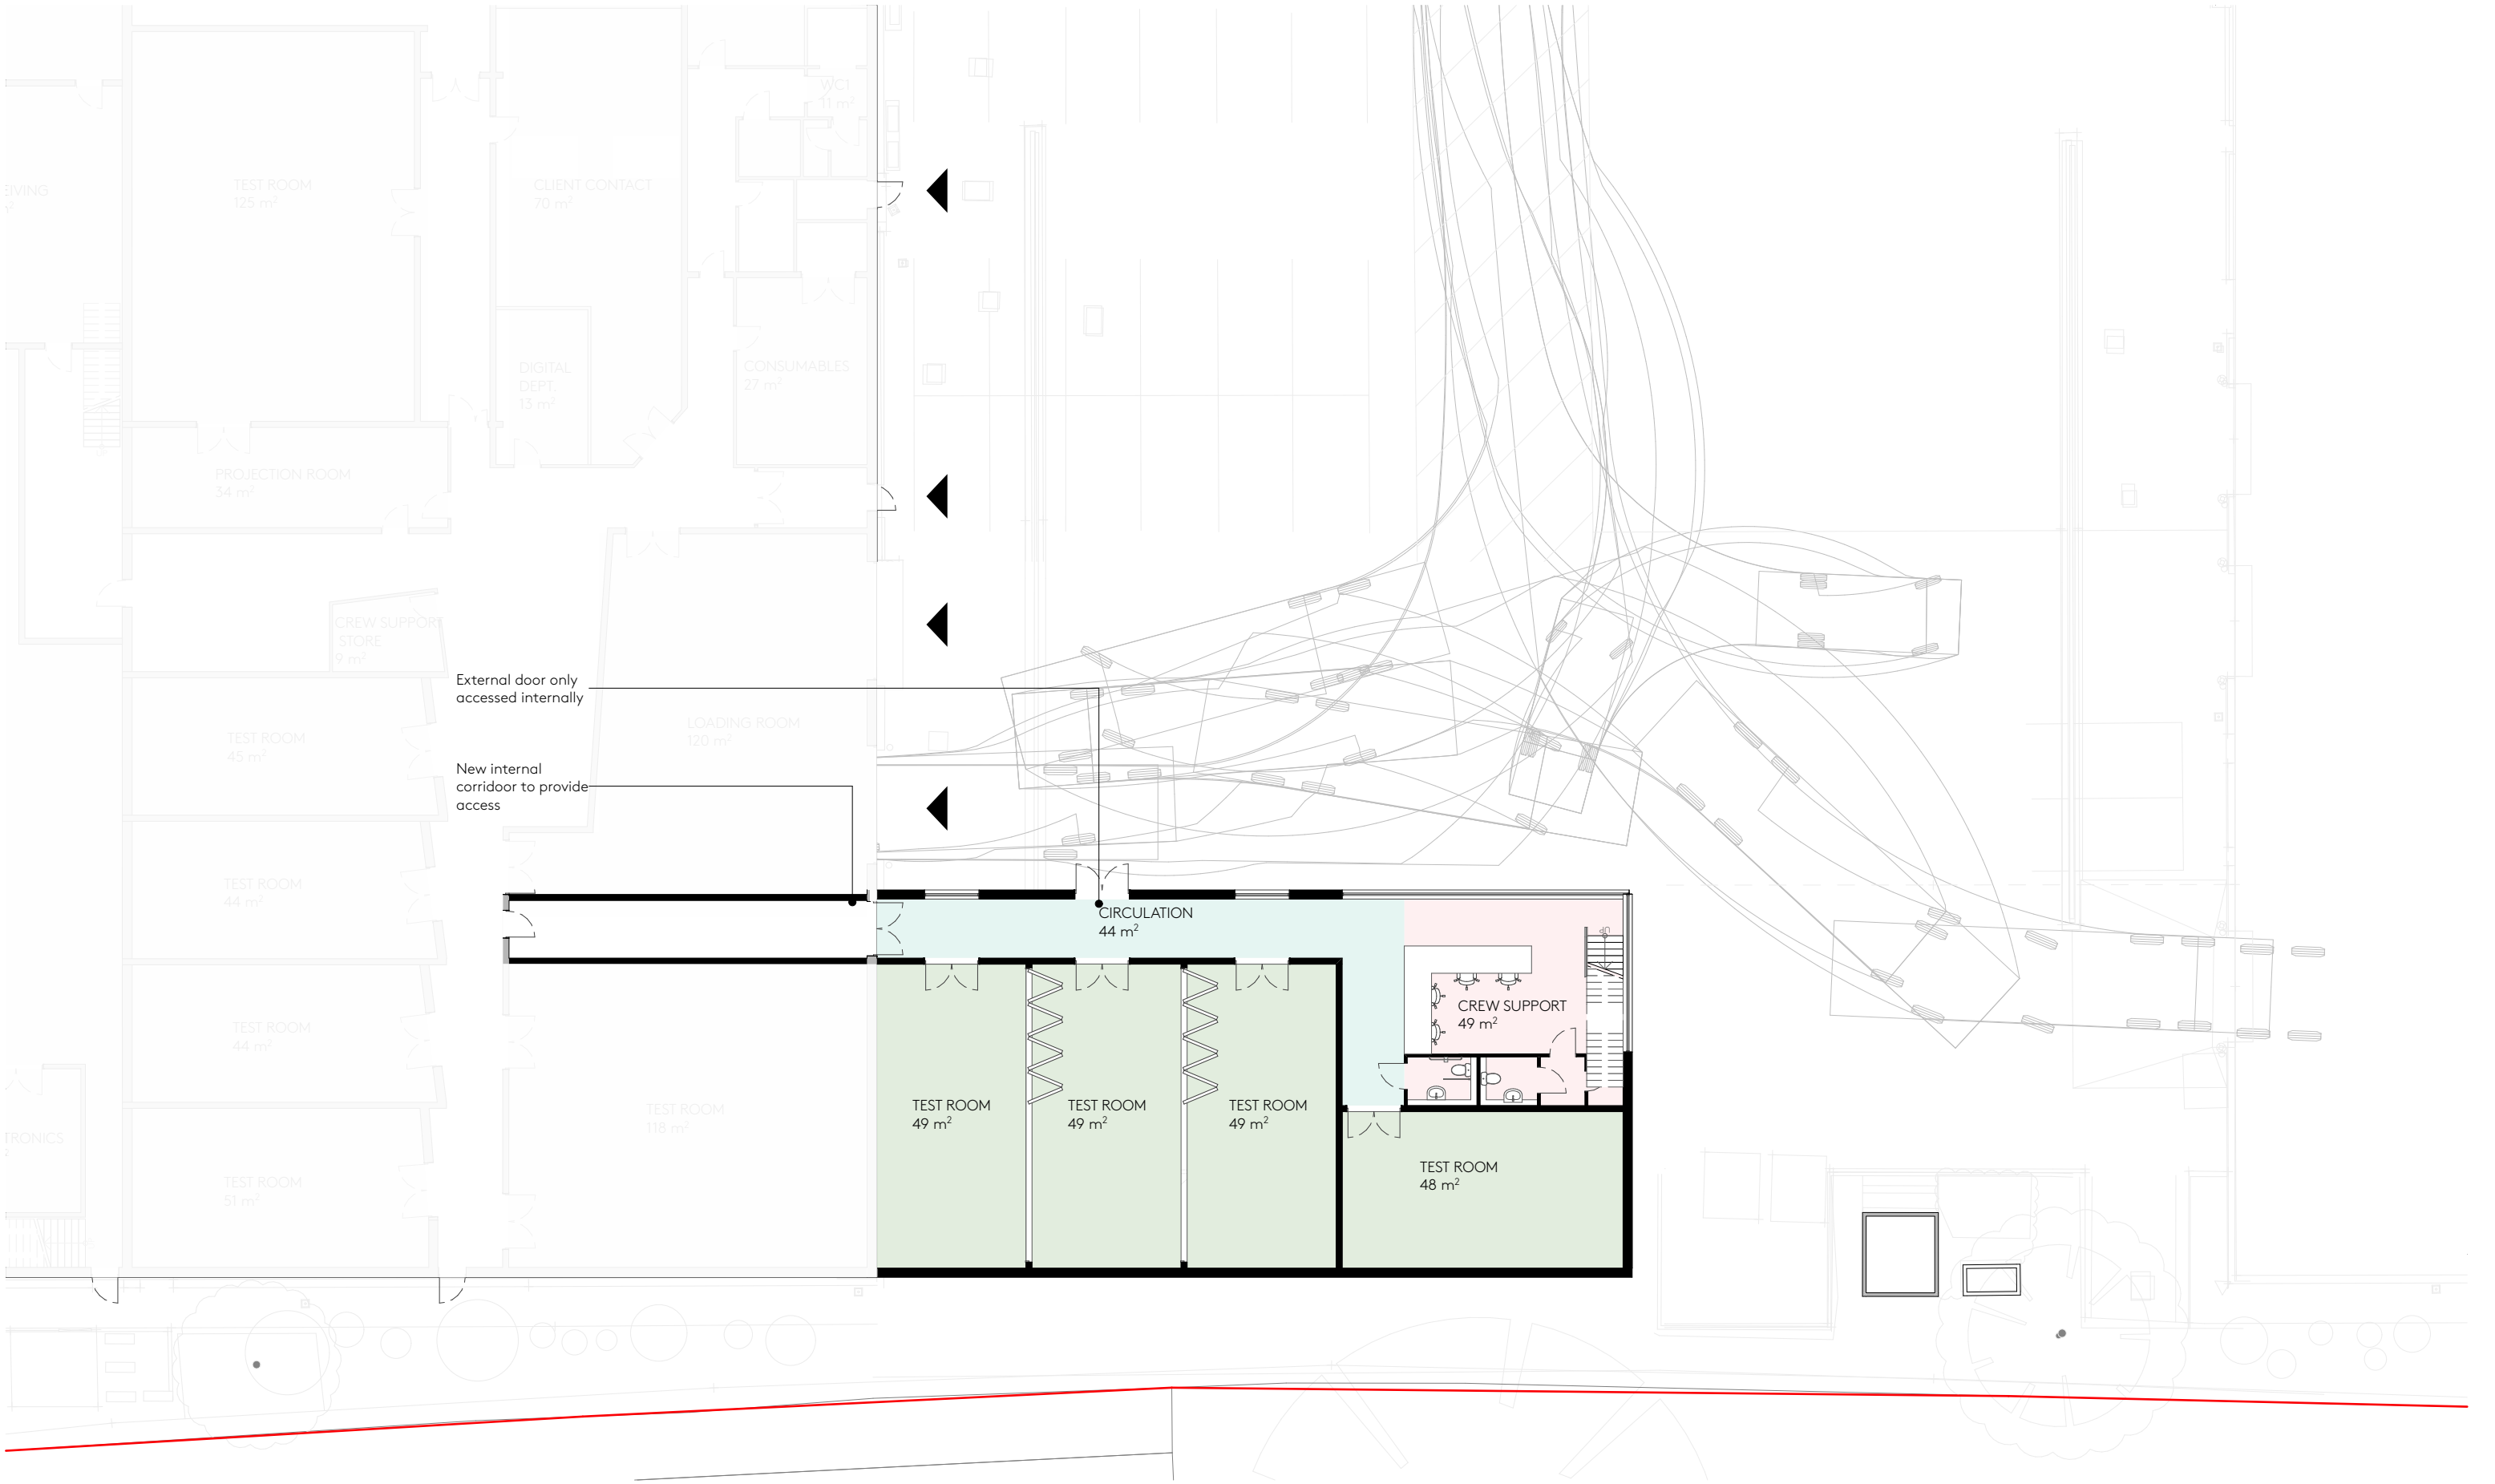 WC1
11 m²
EIVING
TEST ROOM
125 m²
CLIENT CONTACT
70 m²
DIGITAL
DEPT.
13 m²
CONSUMABLES
27 m²
PROJECTION ROOM
34 m²
CREW SUPPORT
STORE
9 m²
External door only
accessed internally
LOADING ROOM
120 m²
TEST ROOM
45 m²
New internal
corridoor to provide
access
TEST ROOM
44 m²
CIRCULATION
44 m²
CREW SUPPORT
49 m²
TEST ROOM
44 m²
TEST ROOM
118 m²
TEST ROOM
49 m²
TEST ROOM
49 m²
TEST ROOM
49 m²
TRONICS
TEST ROOM
48 m²
TEST ROOM
51 m²